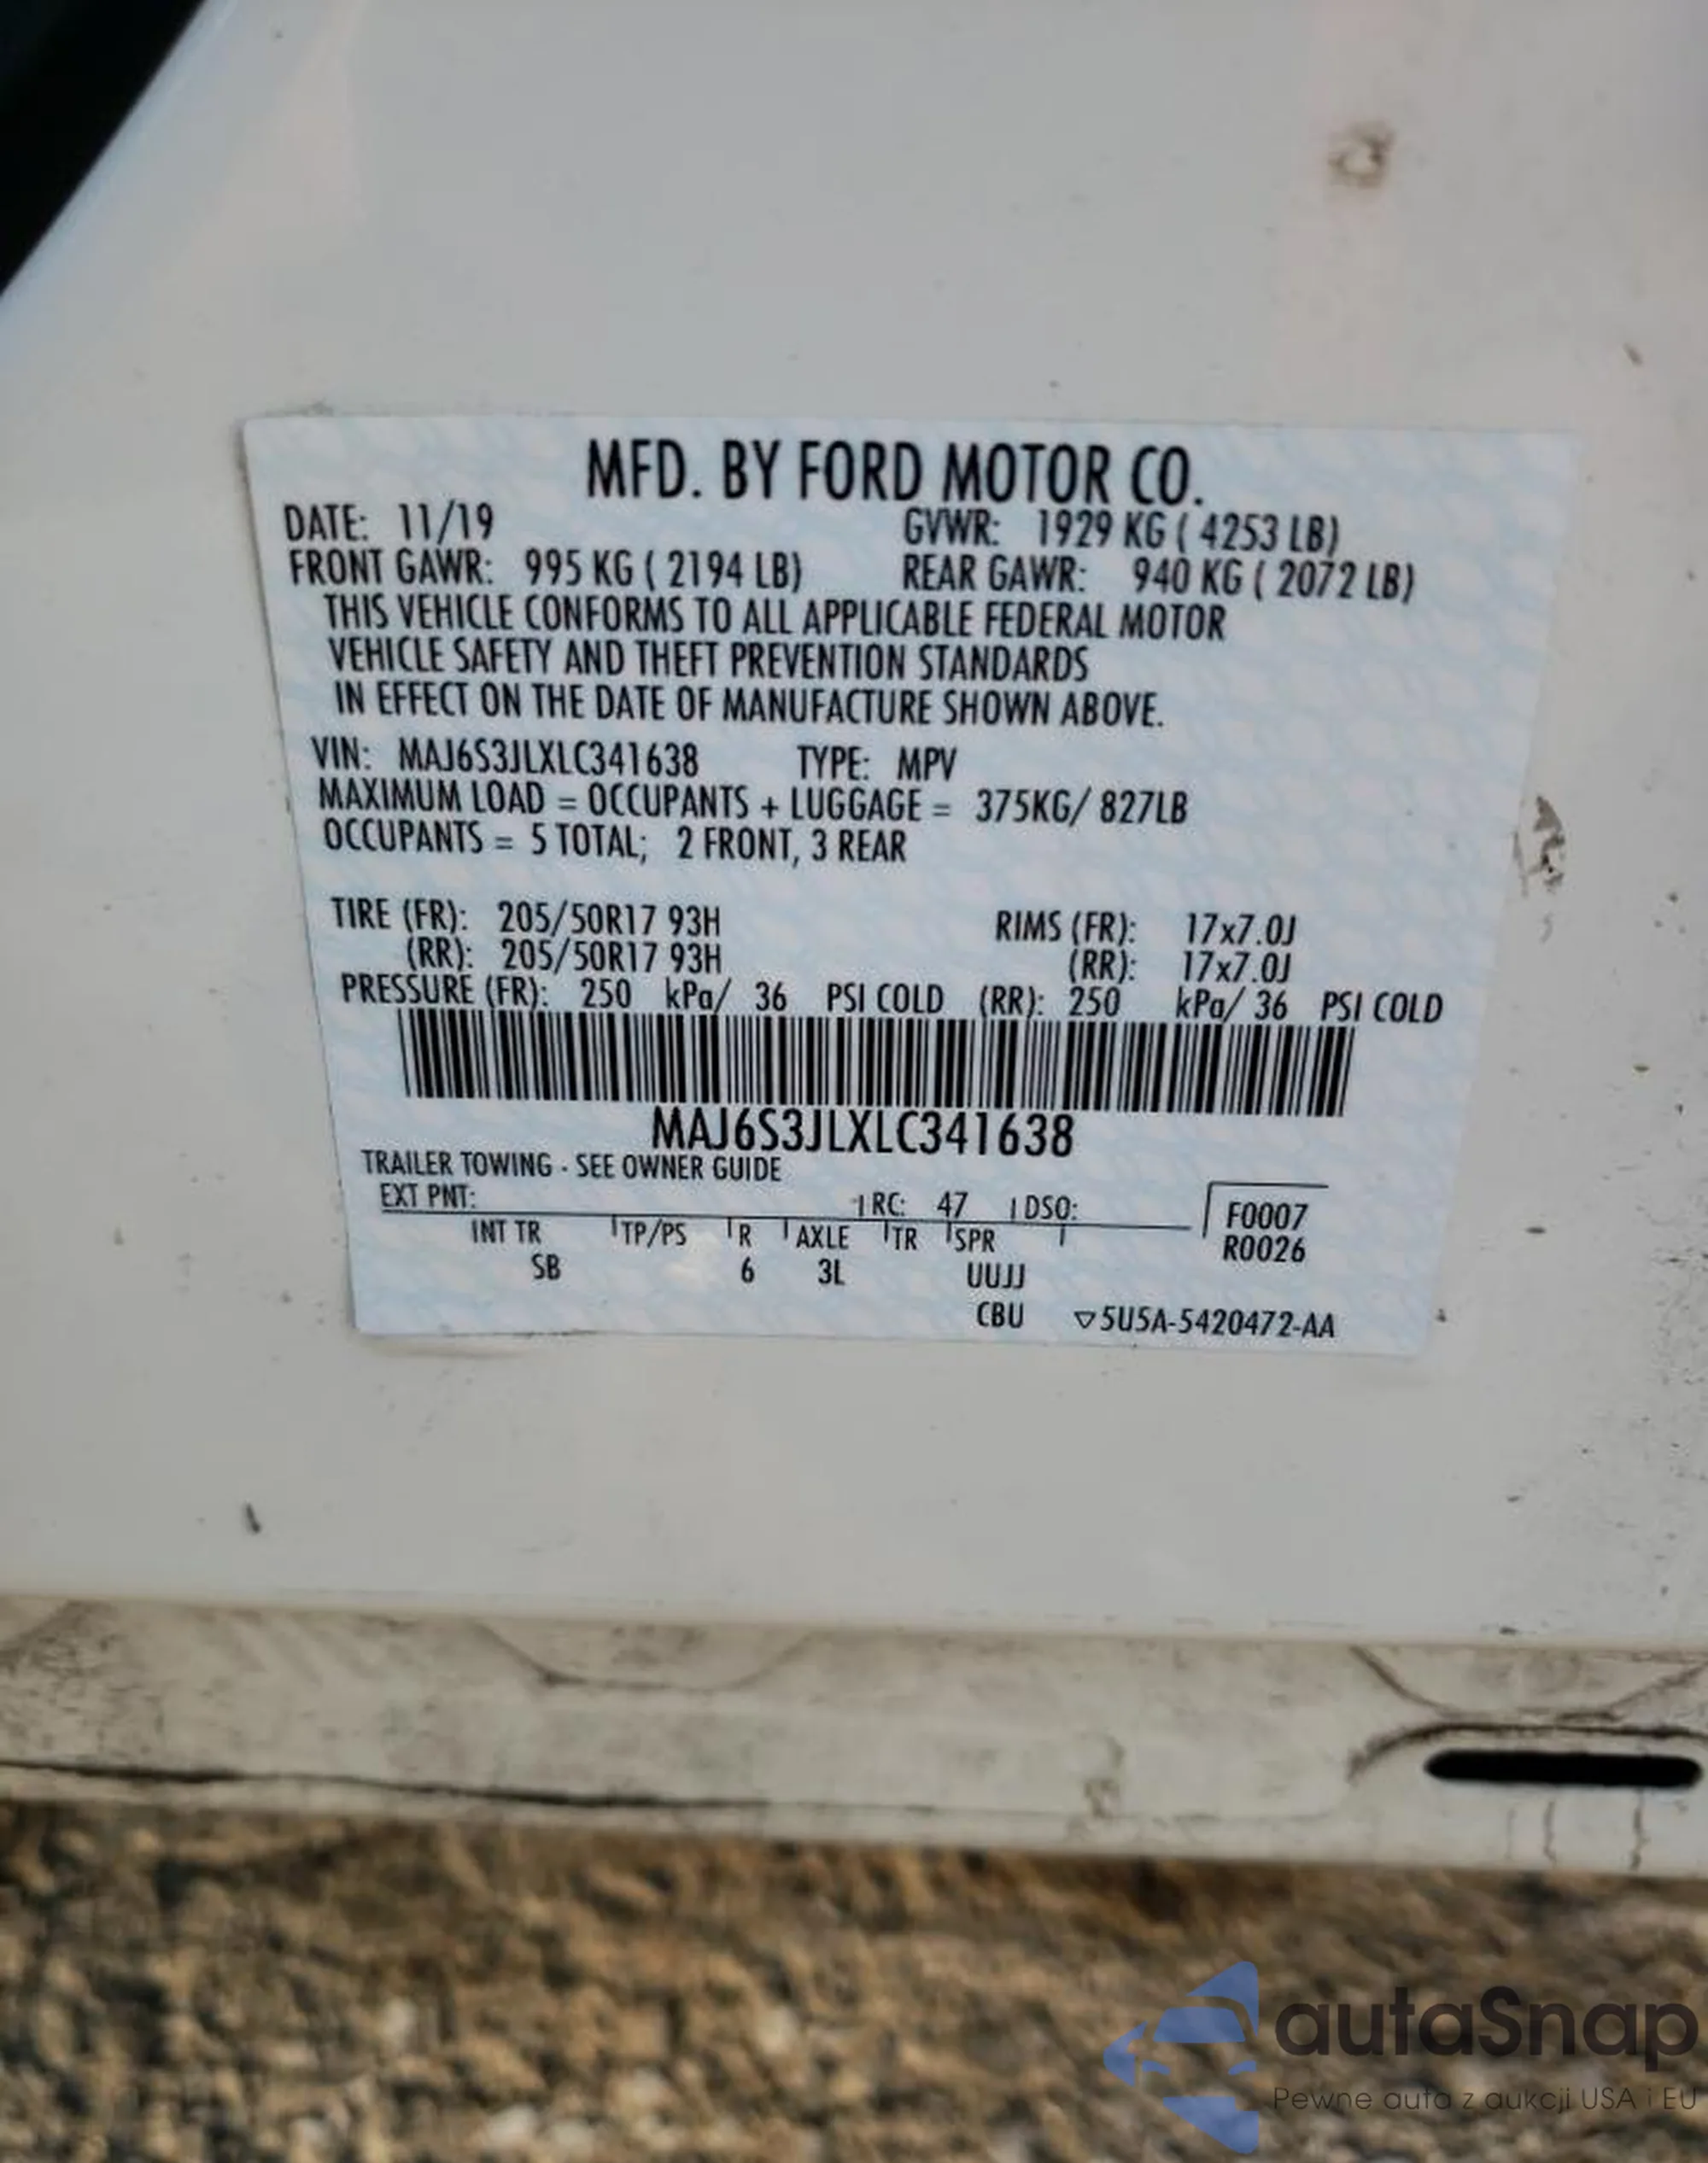 MFD. BY FORD MOTOR CO.
DATE: 11/19 GVWR: 1929 KG ( 4253 LB)
FRONT GAWR: 995 KG ( 2194 LB) REAR GAWR: 940 KG ( 2072 LB)
THIS VEHICLE CONFORMS TO ALL APPLICABLE FEDERAL MOTOR
VEHICLE SAFETY AND THEFT PREVENTION STANDARDS
IN EFFECT ON THE DATE OF MANUFACTURE SHOWN ABOVE.
VIN: MAJ6S3JLXLC341638 TYPE: MPV
MAXIMUM LOAD = OCCUPANTS + LUGGAGE = 375KG/ 827LB
OCCUPANTS = 5 TOTAL; 2 FRONT, 3 REAR
TIRE (FR): 205/50R17 93H RIMS (FR): 17x7.0J
(RR): 205/50R17 93H (RR): 17x7.0J
PRESSURE (FR): 250 kPa/ 36 PSI COLD (RR): 250 kPa/ 36 PSI COLD
MAJ6S3JLXLC341638
TRAILER TOWING - SEE OWNER GUIDE
EXT PNT: RC: 47 DSO: F0007
R0026
INT TR TP/PS R AXLE TR SPR
SB 6 3L UUJJ
CBU ▽5U5A-5420472-AA
autaSnap
Pewne auta z aukcji USA i EU